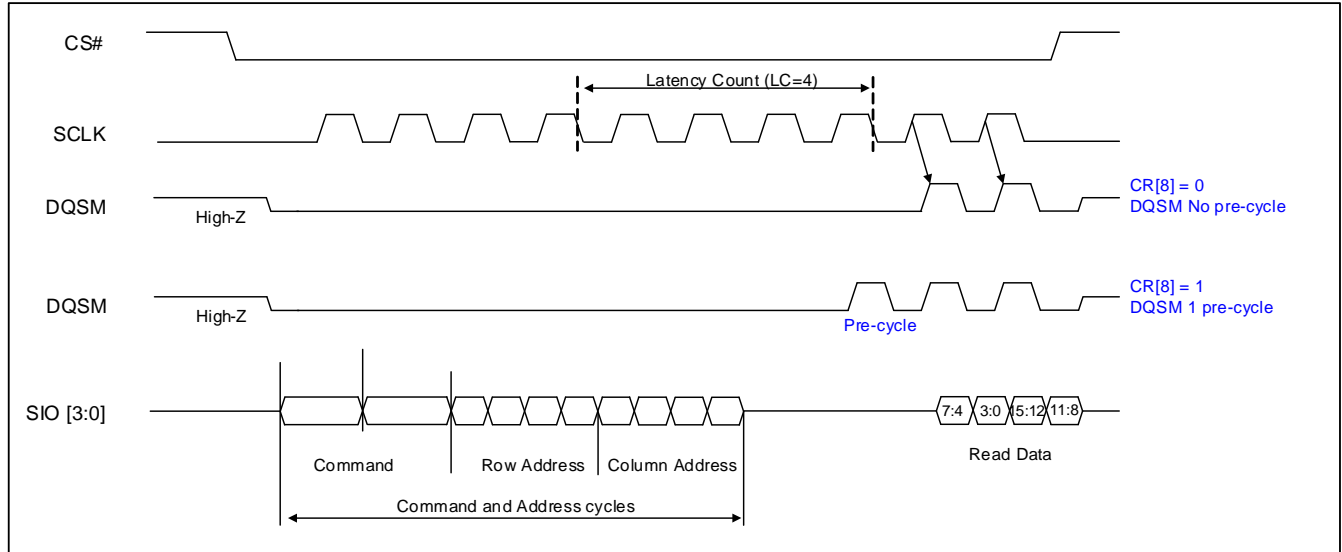 CS#
Latency Count (LC=4)
SCLK
DQSM
High-Z
CR[8] = 0
DQSM No pre-cycle
DQSM
High-Z
Pre-cycle
CR[8] = 1
DQSM 1 pre-cycle
SIO [3:0]
7:4 3:0 15:12 11:8
Command Row Address Column Address Read Data
Command and Address cycles